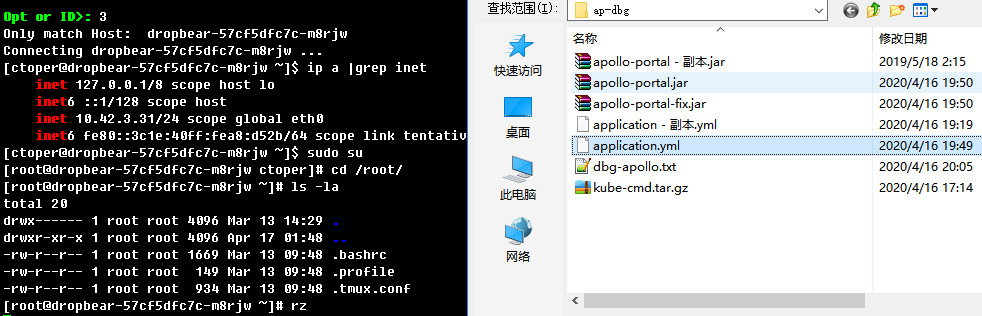 Opt or ID>: 3
Only match Host:  dropbear-57cf5dfc7c-m8rjw
Connecting dropbear-57cf5dfc7c-m8rjw ...
[ctoper@dropbear-57cf5dfc7c-m8rjw ~]$ ip a |grep inet
    inet 127.0.0.1/8 scope host lo
    inet6 ::1/128 scope host
    inet 10.42.3.31/24 scope global eth0
    inet6 fe80::3c1e:40ff:fea8:d52b/64 scope link tentativ
[ctoper@dropbear-57cf5dfc7c-m8rjw ~]$ sudo su
[root@dropbear-57cf5dfc7c-m8rjw ctoper]# cd /root/
[root@dropbear-57cf5dfc7c-m8rjw ~]# ls -la
total 20
drwx------ 1 root root 4096 Mar 13 14:29 .
drwxr-xr-x 1 root root 4096 Apr 17 01:48 ..
-rw-r--r-- 1 root root 1669 Mar 13 09:48 .bashrc
-rw-r--r-- 1 root root  149 Mar 13 09:48 .profile
-rw-r--r-- 1 root root  934 Mar 13 09:48 .tmux.conf
[root@dropbear-57cf5dfc7c-m8rjw ~]# rz
查找范围(I): ap-dbg
快速访问
桌面
此电脑
网络
名称 修改日期
apollo-portal - 副本.jar 2019/5/18 2:15
apollo-portal.jar 2020/4/16 19:50
apollo-portal-fix.jar 2020/4/16 19:50
application - 副本.yml 2020/4/16 19:19
application.yml 2020/4/16 19:49
dbg-apollo.txt 2020/4/16 20:05
kube-cmd.tar.gz 2020/4/16 17:14